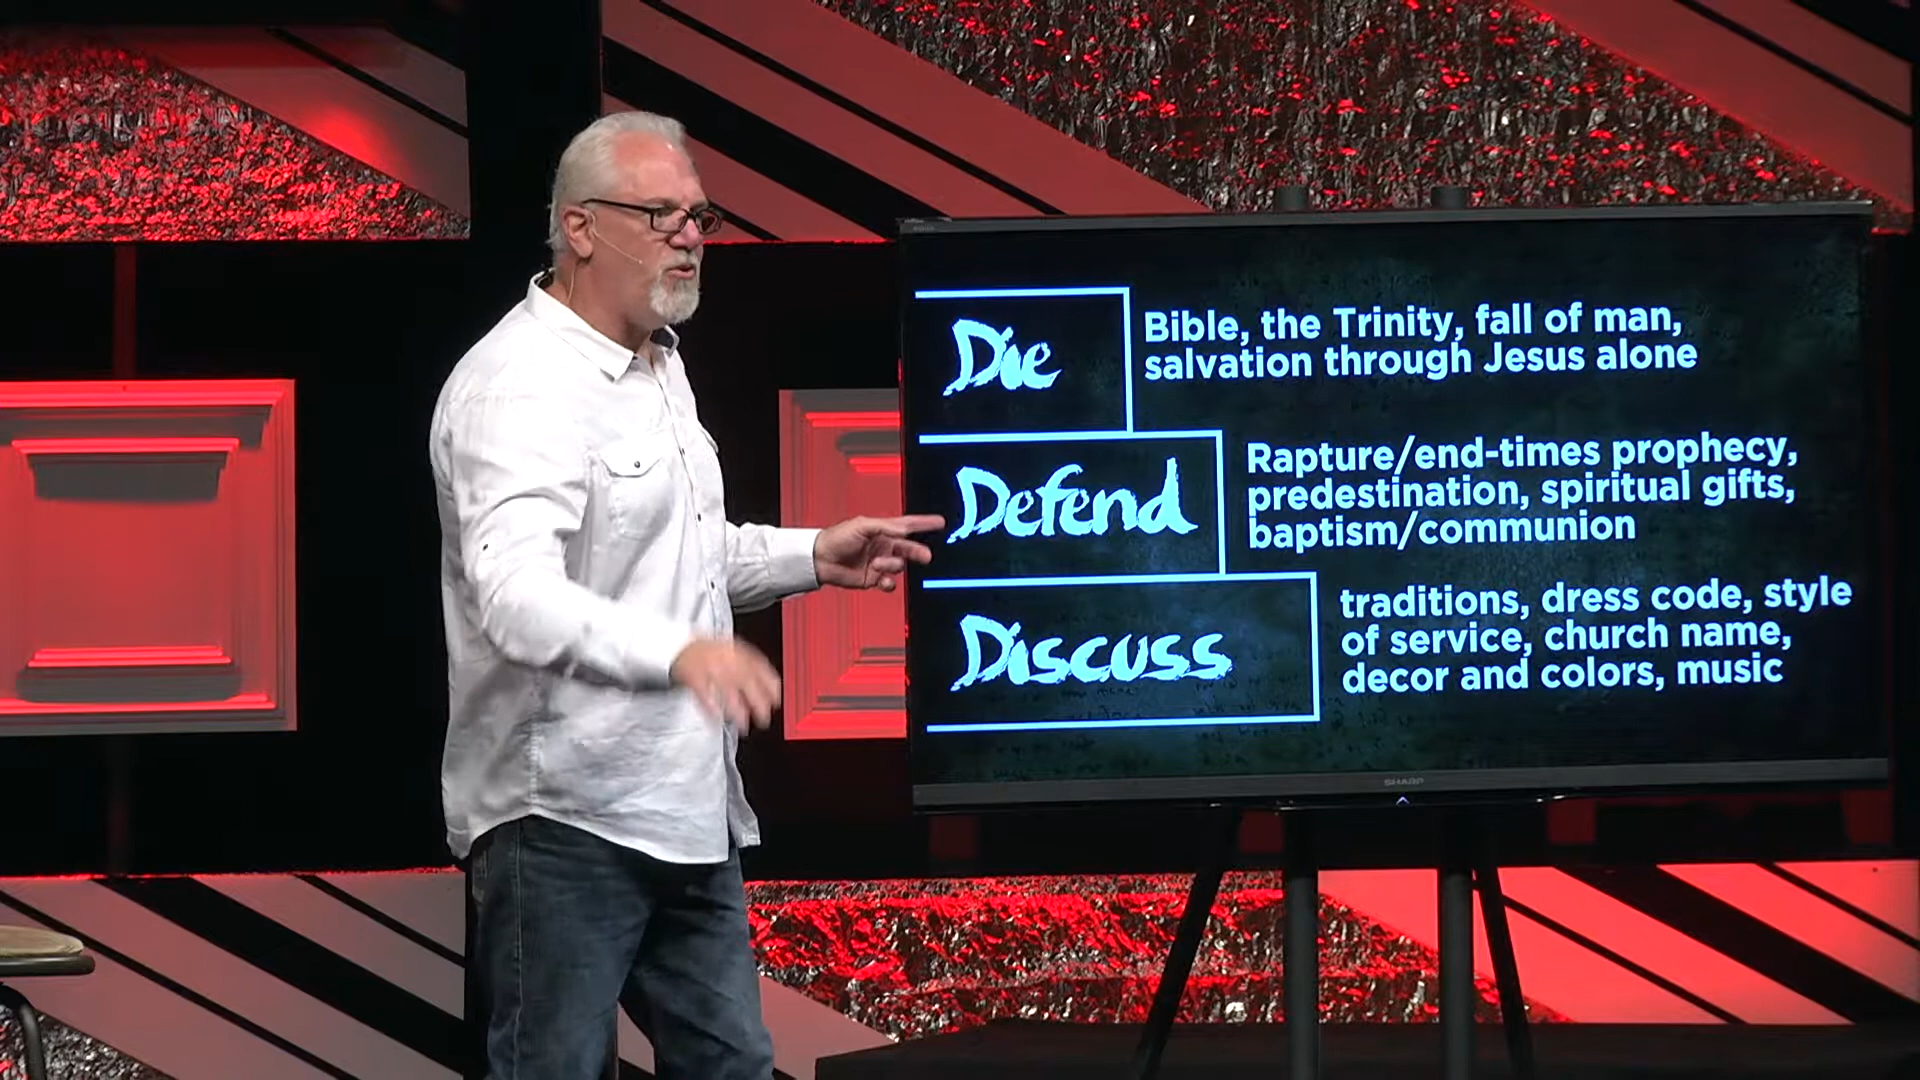 Die
Bible, the Trinity, fall of man,
salvation through Jesus alone
Defend
Rapture/end-times prophecy,
predestination, spiritual gifts,
baptism/communion
Discuss
traditions, dress code, style
of service, church name,
decor and colors, music
SHARP